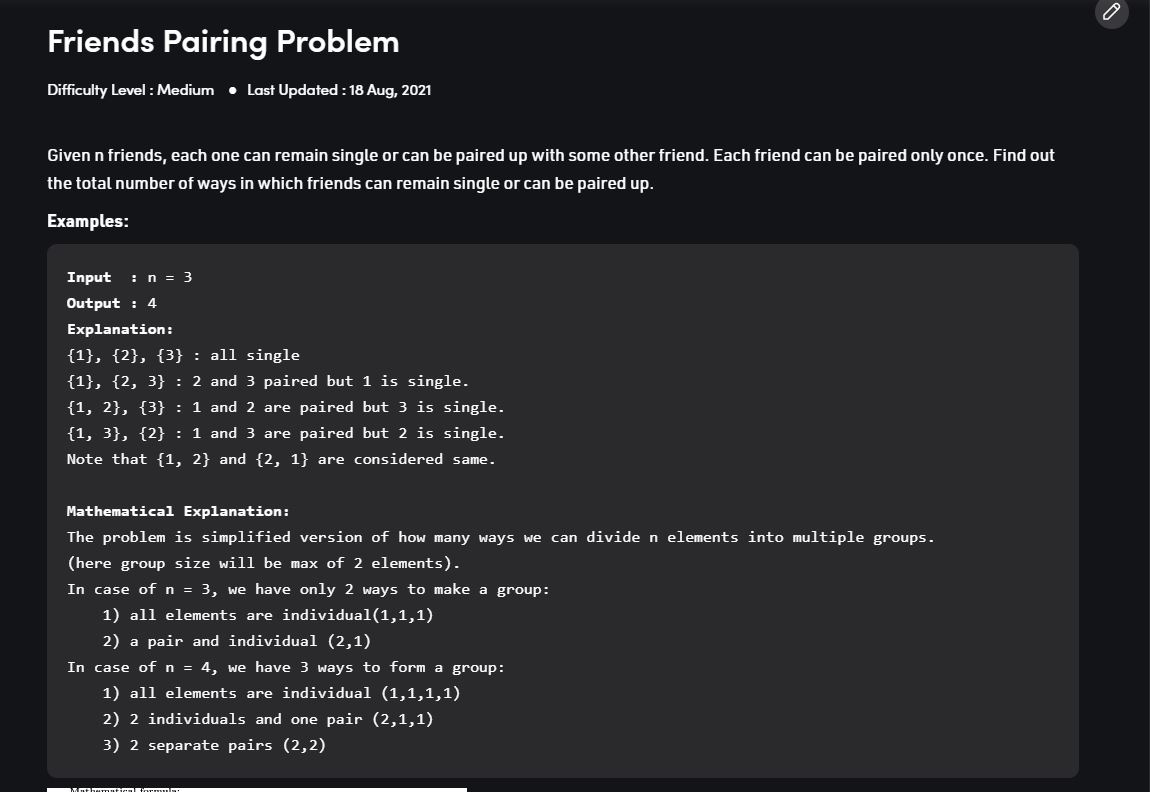 Friends Pairing Problem
Difficulty Level : Medium ● Last Updated : 18 Aug, 2021
Given n friends, each one can remain single or can be paired up with some other friend. Each friend can be paired only once. Find out
the total number of ways in which friends can remain single or can be paired up.
Examples:
Input  : n = 3
Output : 4
Explanation:
{1}, {2}, {3} : all single
{1}, {2, 3} : 2 and 3 paired but 1 is single.
{1, 2}, {3} : 1 and 2 are paired but 3 is single.
{1, 3}, {2} : 1 and 3 are paired but 2 is single.
Note that {1, 2} and {2, 1} are considered same.
Mathematical Explanation:
The problem is simplified version of how many ways we can divide n elements into multiple groups.
(here group size will be max of 2 elements).
In case of n = 3, we have only 2 ways to make a group:
    1) all elements are individual(1,1,1)
    2) a pair and individual (2,1)
In case of n = 4, we have 3 ways to form a group:
    1) all elements are individual (1,1,1,1)
    2) 2 individuals and one pair (2,1,1)
    3) 2 separate pairs (2,2)
Mathematical formula: